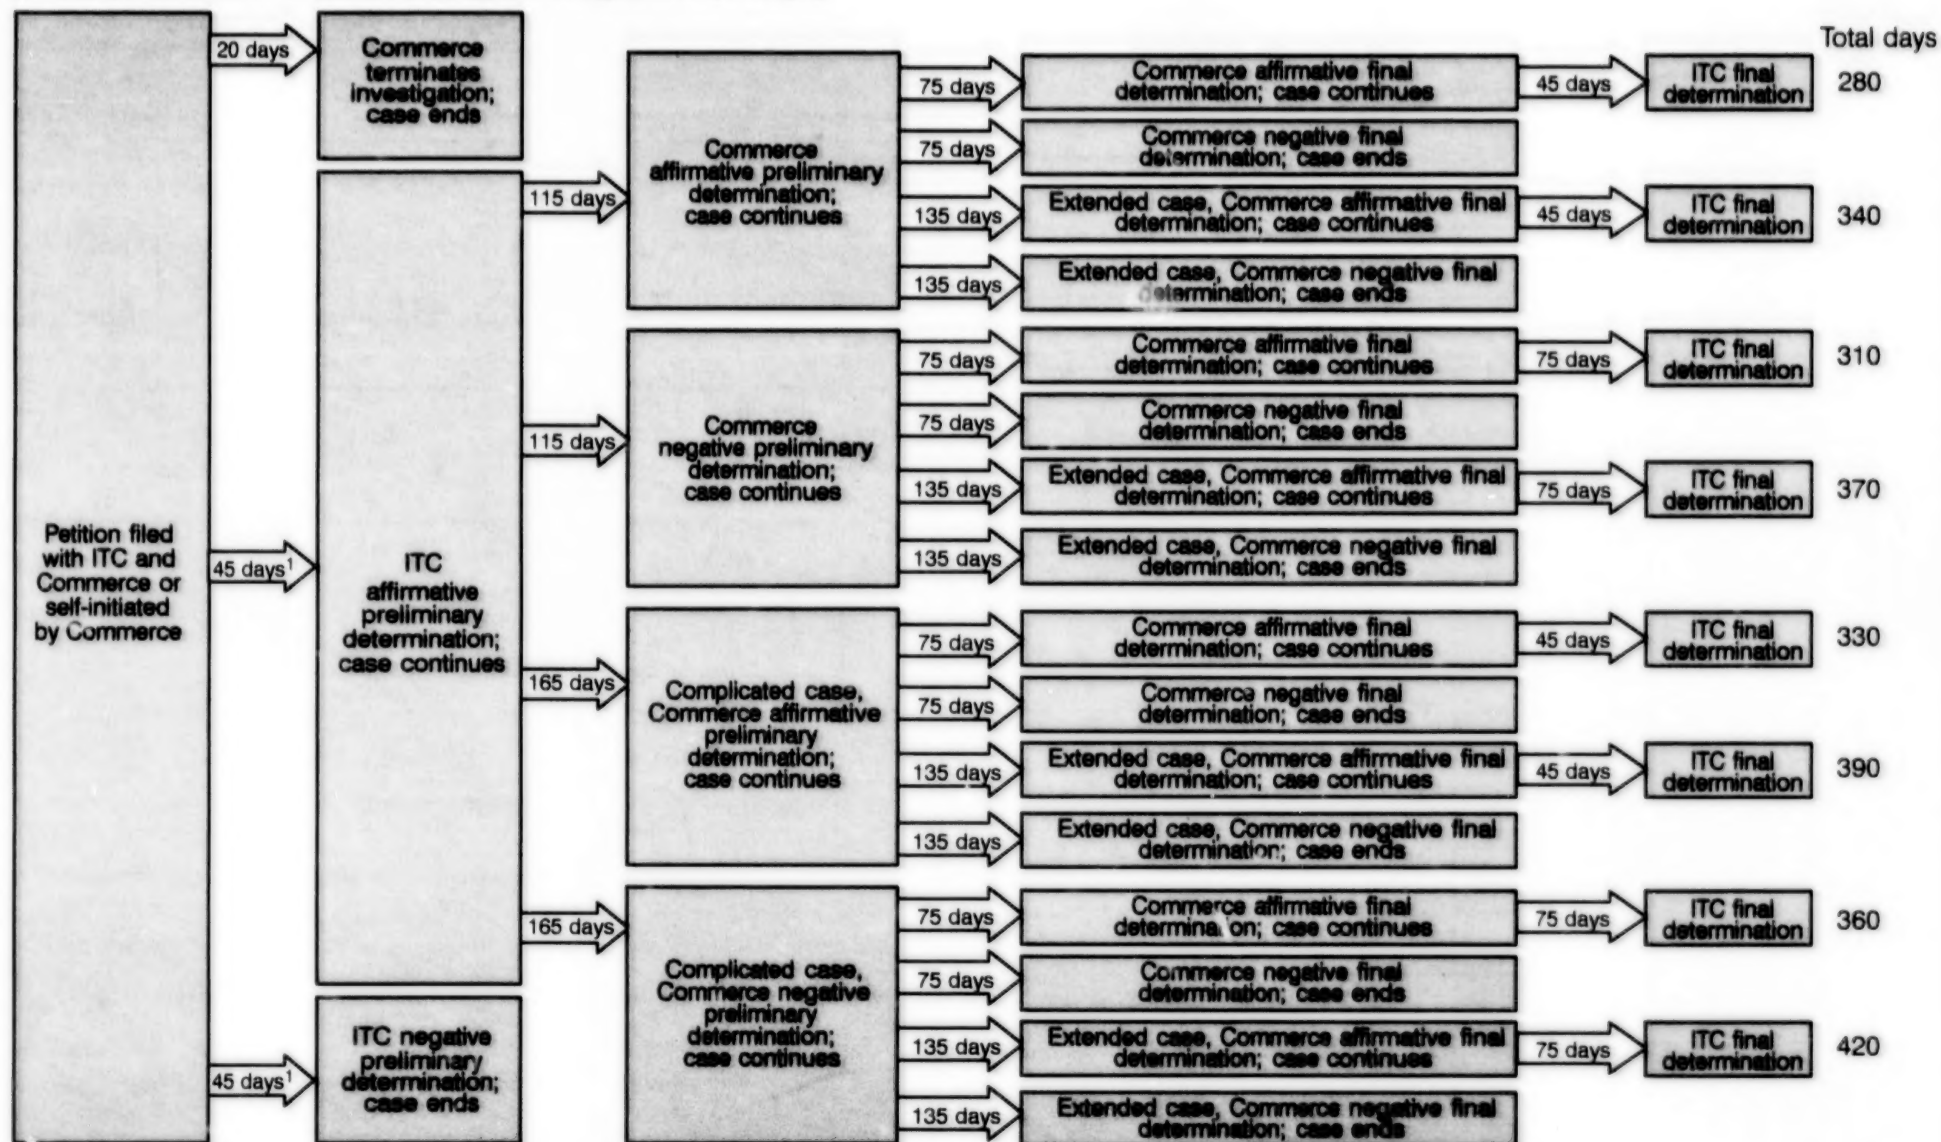 Petition filed
with ITC and
Commerce or
self-initiated
by Commerce
20 days
Commerce
terminates
investigation;
case ends
45 days¹
ITC
affirmative
preliminary
determination;
case continues
45 days¹
ITC negative
preliminary
determination;
case ends
115 days
Commerce
affirmative preliminary
determination;
case continues
115 days
Commerce
negative preliminary
determination;
case continues
165 days
Complicated case,
Commerce affirmative
preliminary
determination;
case continues
165 days
Complicated case,
Commerce negative
preliminary
determination;
case continues
Total days
75 days
Commerce affirmative final
determination; case continues
45 days
ITC final
determination
280
75 days
Commerce negative final
determination; case ends
135 days
Extended case, Commerce affirmative final
determination; case continues
45 days
ITC final
determination
340
135 days
Extended case, Commerce negative final
determination; case ends
75 days
Commerce affirmative final
determination; case continues
75 days
ITC final
determination
310
75 days
Commerce negative final
determination; case ends
135 days
Extended case, Commerce affirmative final
determination; case continues
75 days
ITC final
determination
370
135 days
Extended case, Commerce negative final
determination; case ends
75 days
Commerce affirmative final
determination; case continues
45 days
ITC final
determination
330
75 days
Commerce negative final
determination; case ends
135 days
Extended case, Commerce affirmative final
determination; case continues
45 days
ITC final
determination
390
135 days
Extended case, Commerce negative final
determination; case ends
75 days
Commerce affirmative final
determination; case continues
75 days
ITC final
determination
360
75 days
Commerce negative final
determination; case ends
135 days
Extended case, Commerce affirmative final
determination; case continues
75 days
ITC final
determination
420
135 days
Extended case, Commerce negative final
determination; case ends